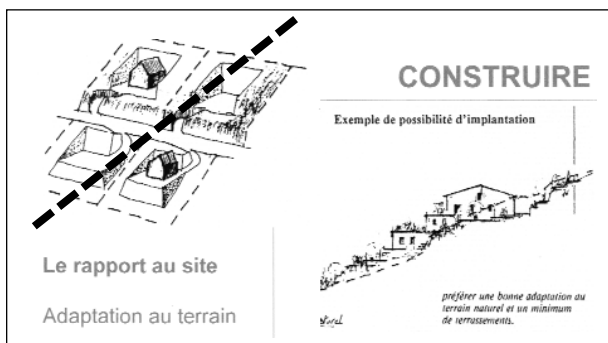 CONSTRUIRE
Exemple de possibilité d'implantation
Le rapport au site
Adaptation au terrain
préférer une bonne adaptation au
terrain naturel et un minimum
de terrassements.